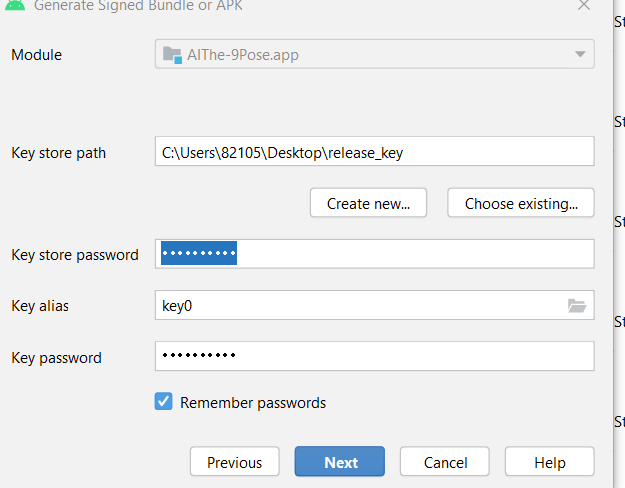 Generate Signed Bundle or APK
Module
AIThe-9Pose.app
Key store path
C:\Users\82105\Desktop\release_key
Create new...
Choose existing...
Key store password
••••••••••
Key alias
key0
Key password
••••••••••
Remember passwords
Previous
Next
Cancel
Help
St
St
St
St
St